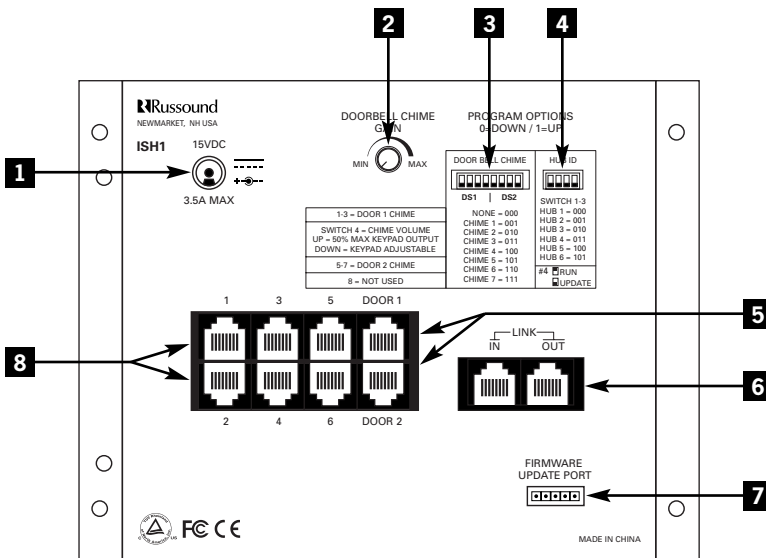 2
3
4
Russound
NEWMARKET, NH USA
ISH1
15VDC
3.5A MAX
1
DOORBELL CHIME
GAIN
MIN
MAX
PROGRAM OPTIONS
0=DOWN / 1=UP
DOOR BELL CHIME
DS1 | DS2
NONE = 000
CHIME 1 = 001
CHIME 2 = 010
CHIME 3 = 011
CHIME 4 = 100
CHIME 5 = 101
CHIME 6 = 110
CHIME 7 = 111
HUB ID
SWITCH 1-3
HUB 1 = 000
HUB 2 = 001
HUB 3 = 010
HUB 4 = 011
HUB 5 = 100
HUB 6 = 101
#4 RUN
UPDATE
1-3 = DOOR 1 CHIME
SWITCH 4 = CHIME VOLUME
UP = 50% MAX KEYPAD OUTPUT
DOWN = KEYPAD ADJUSTABLE
5-7 = DOOR 2 CHIME
8 = NOT USED
1 3 5 DOOR 1
2 4 6 DOOR 2
8
5
LINK
IN OUT
6
FIRMWARE
UPDATE PORT
7
FC CE
MADE IN CHINA